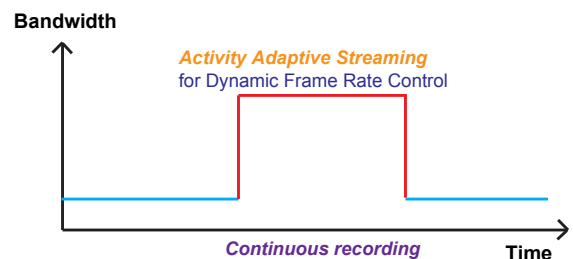 Bandwidth
Activity Adaptive Streaming
for Dynamic Frame Rate Control
Continuous recording
Time